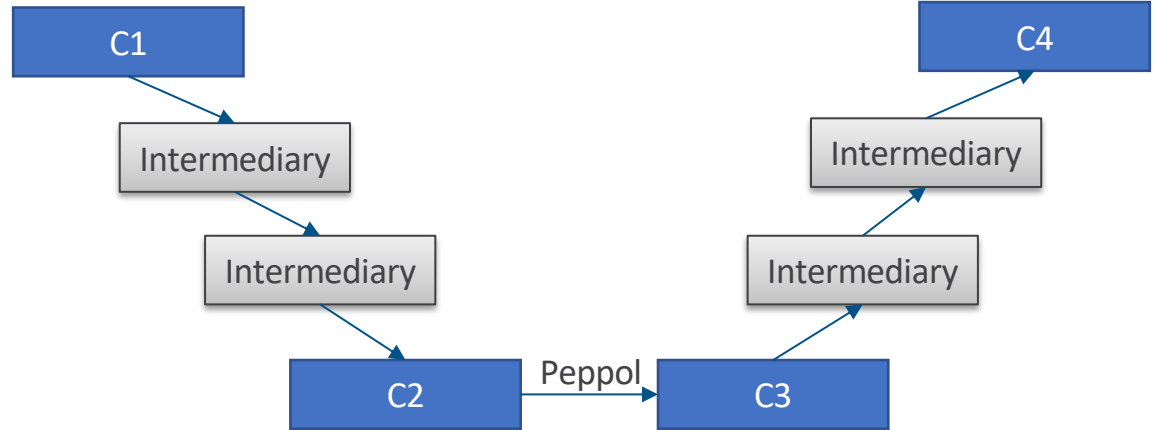 C1
C4
Intermediary
Intermediary
Intermediary
Intermediary
Peppol
C2
C3